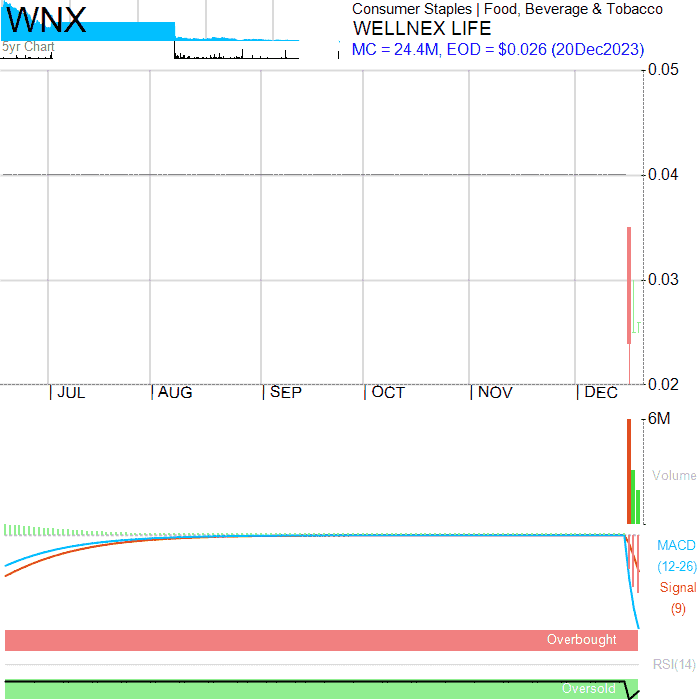 WNX
5yr Chart
Consumer Staples | Food, Beverage & Tobacco
WELLNEX LIFE
MC = 24.4M, EOD = $0.026 (20Dec2023)
0.05
0.04
0.03
0.02
JUL AUG SEP OCT NOV DEC
6M
Volume
MACD
(12-26)
Signal
(9)
Overbought
RSI(14)
Oversold